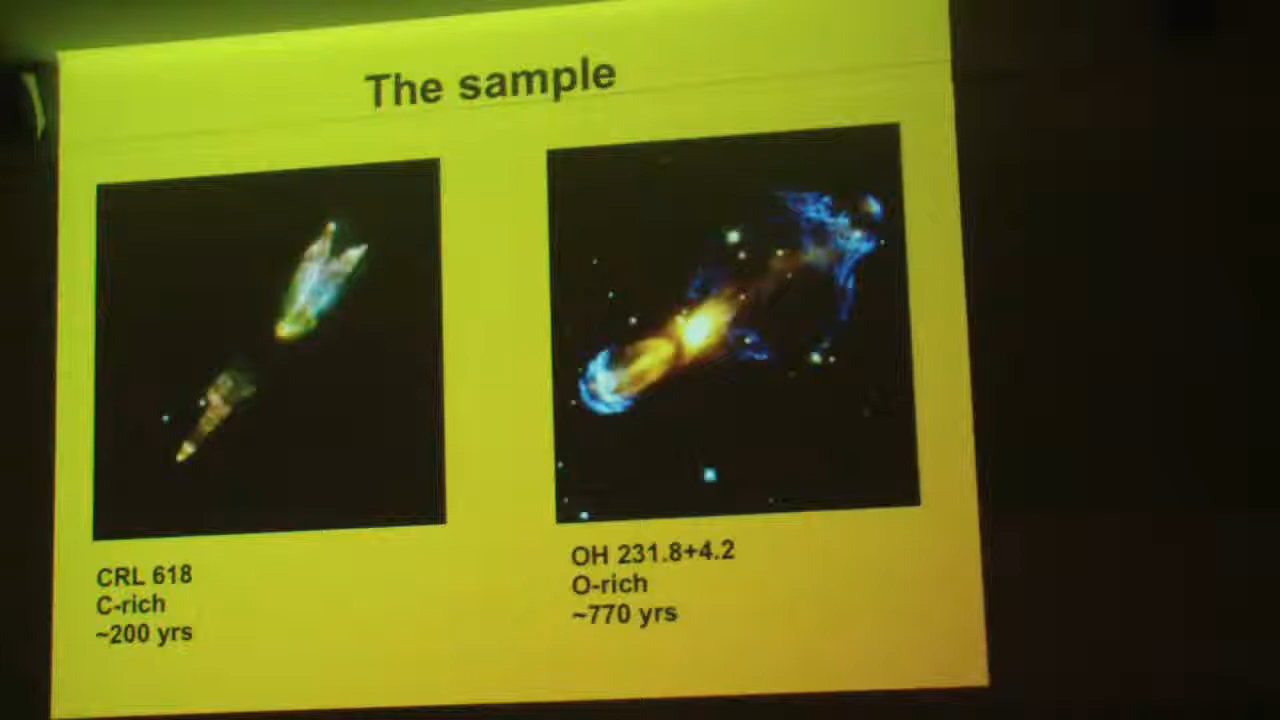 The sample
CRL 618
C-rich
~200 yrs
OH 231.8+4.2
O-rich
~770 yrs